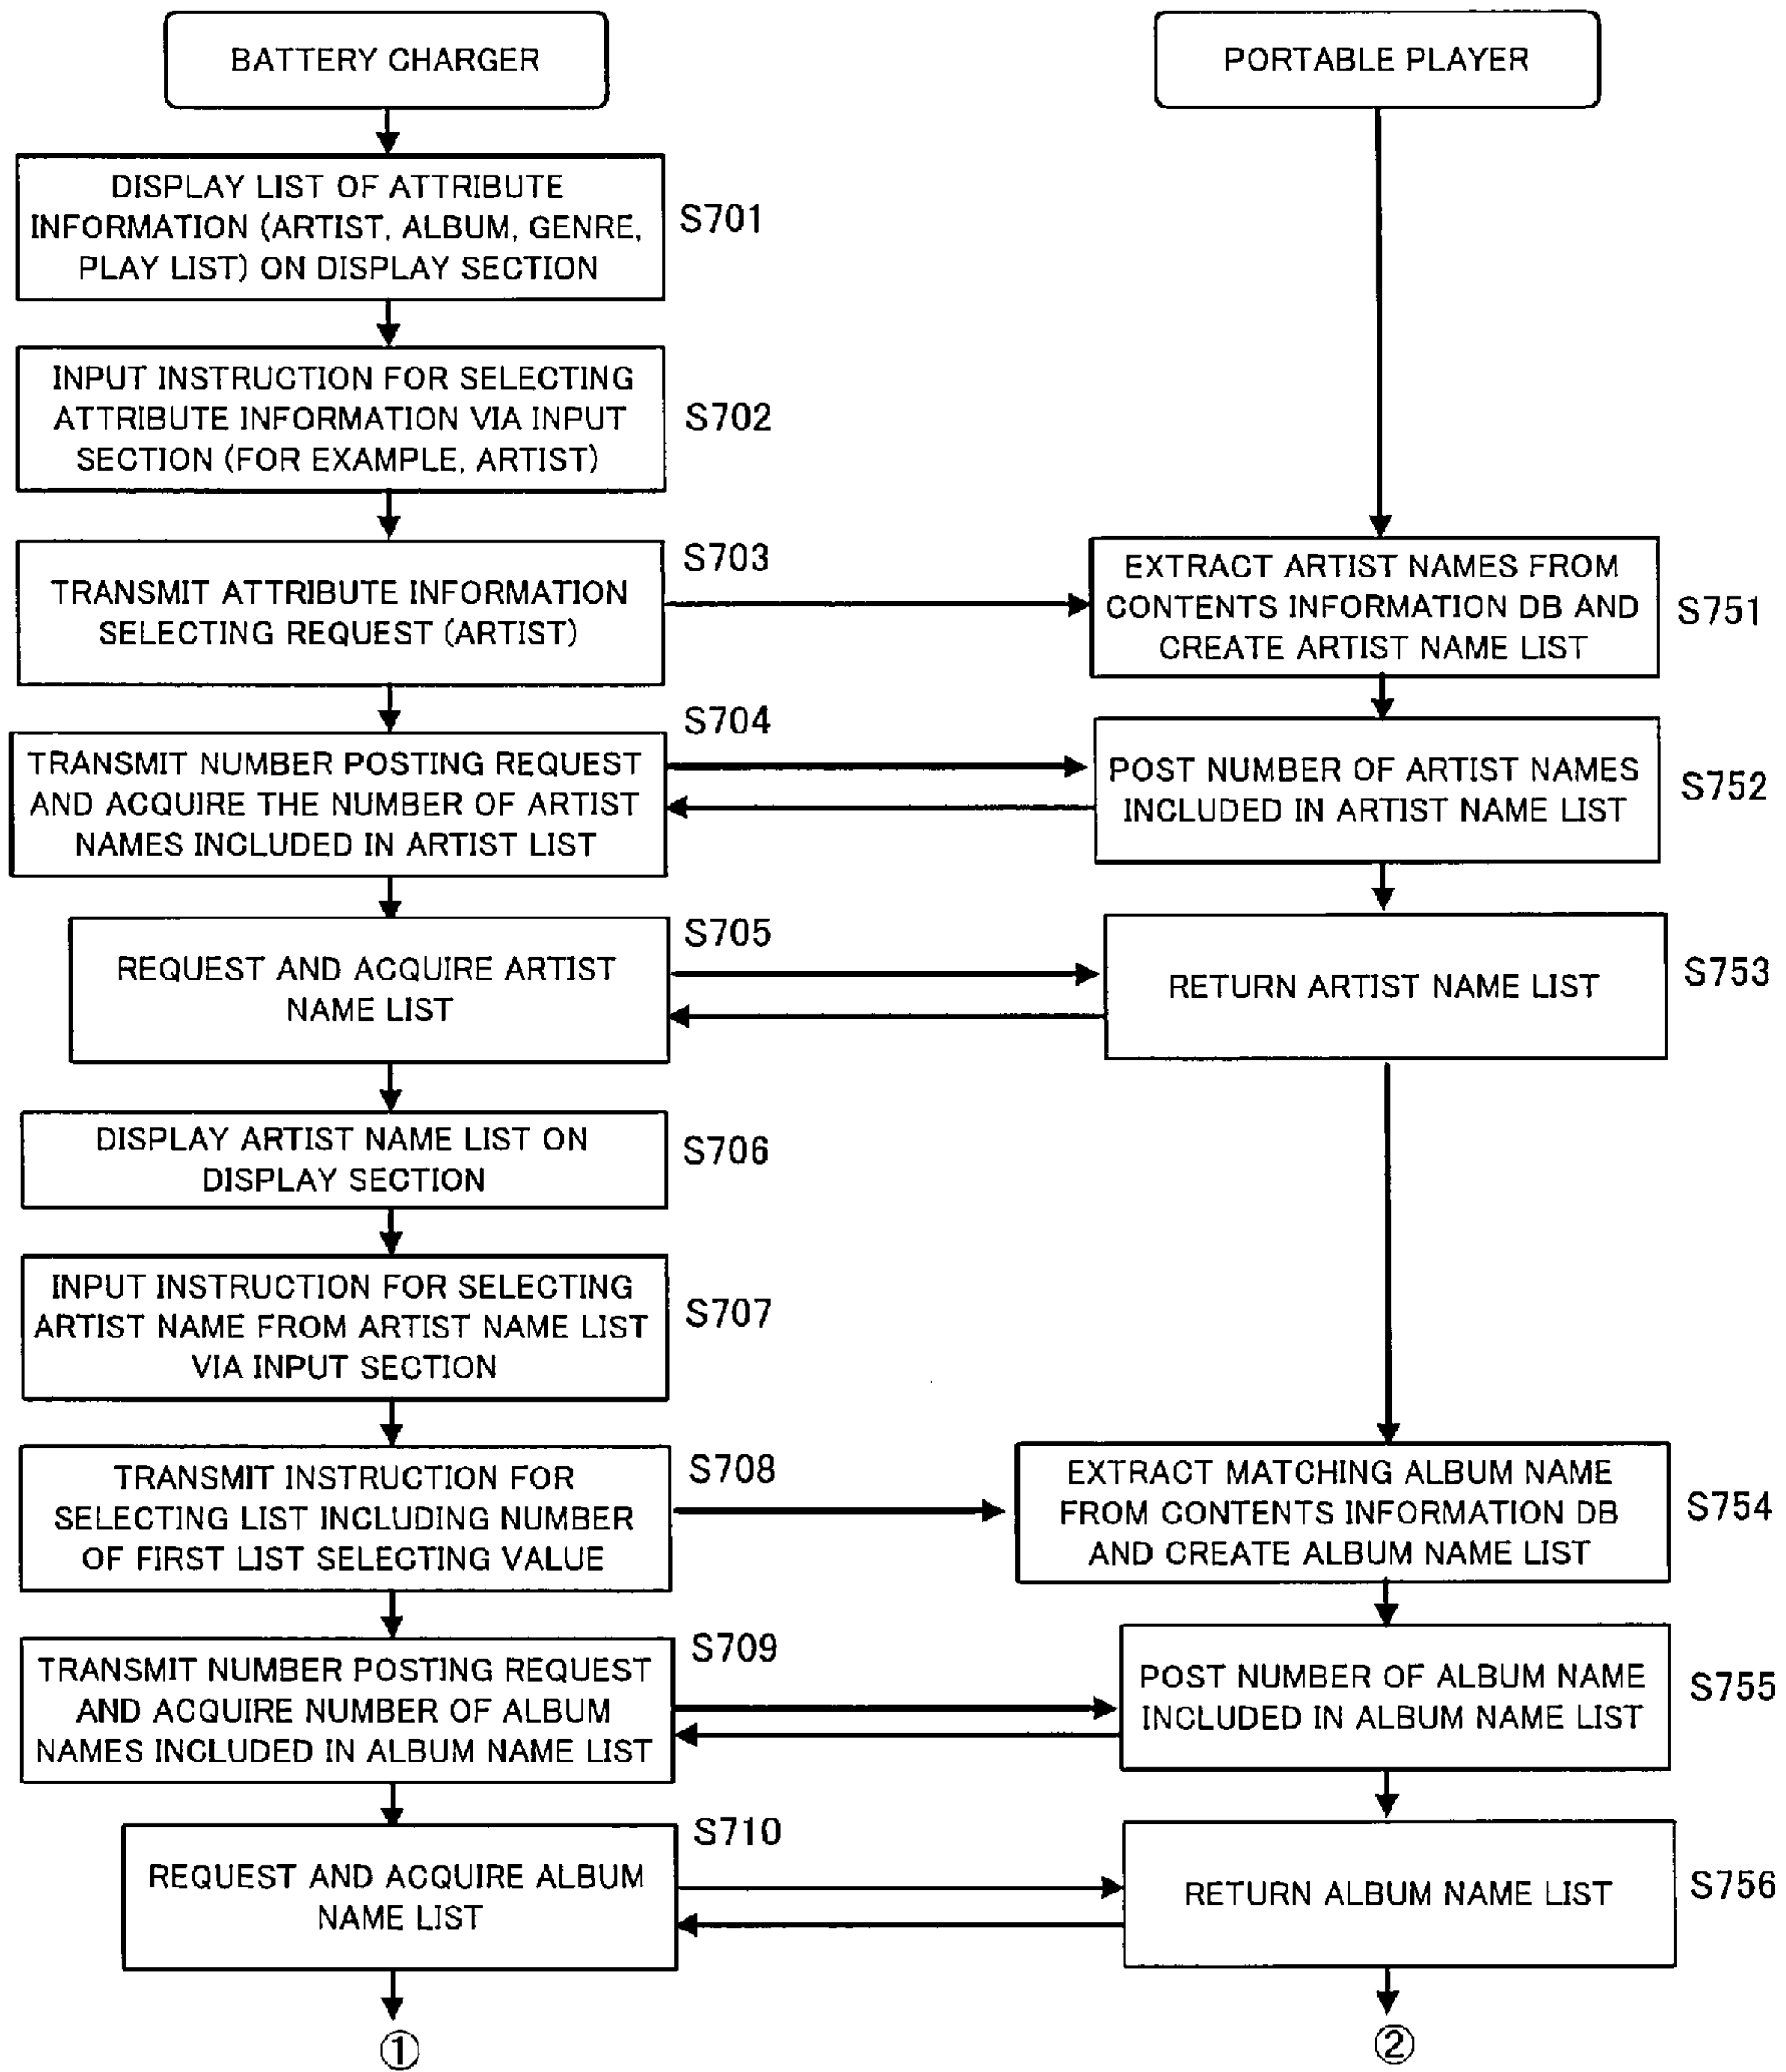 BATTERY CHARGER
PORTABLE PLAYER
DISPLAY LIST OF ATTRIBUTE
INFORMATION (ARTIST, ALBUM, GENRE,
PLAY LIST) ON DISPLAY SECTION
S701
INPUT INSTRUCTION FOR SELECTING
ATTRIBUTE INFORMATION VIA INPUT
SECTION (FOR EXAMPLE, ARTIST)
S702
TRANSMIT ATTRIBUTE INFORMATION
SELECTING REQUEST (ARTIST)
S703
EXTRACT ARTIST NAMES FROM
CONTENTS INFORMATION DB AND
CREATE ARTIST NAME LIST
S751
TRANSMIT NUMBER POSTING REQUEST
AND ACQUIRE THE NUMBER OF ARTIST
NAMES INCLUDED IN ARTIST LIST
S704
POST NUMBER OF ARTIST NAMES
INCLUDED IN ARTIST NAME LIST
S752
REQUEST AND ACQUIRE ARTIST
NAME LIST
S705
RETURN ARTIST NAME LIST
S753
DISPLAY ARTIST NAME LIST ON
DISPLAY SECTION
S706
INPUT INSTRUCTION FOR SELECTING
ARTIST NAME FROM ARTIST NAME LIST
VIA INPUT SECTION
S707
TRANSMIT INSTRUCTION FOR
SELECTING LIST INCLUDING NUMBER
OF FIRST LIST SELECTING VALUE
S708
EXTRACT MATCHING ALBUM NAME
FROM CONTENTS INFORMATION DB
AND CREATE ALBUM NAME LIST
S754
TRANSMIT NUMBER POSTING REQUEST
AND ACQUIRE NUMBER OF ALBUM
NAMES INCLUDED IN ALBUM NAME LIST
S709
POST NUMBER OF ALBUM NAME
INCLUDED IN ALBUM NAME LIST
S755
REQUEST AND ACQUIRE ALBUM
NAME LIST
S710
RETURN ALBUM NAME LIST
S756
①
②